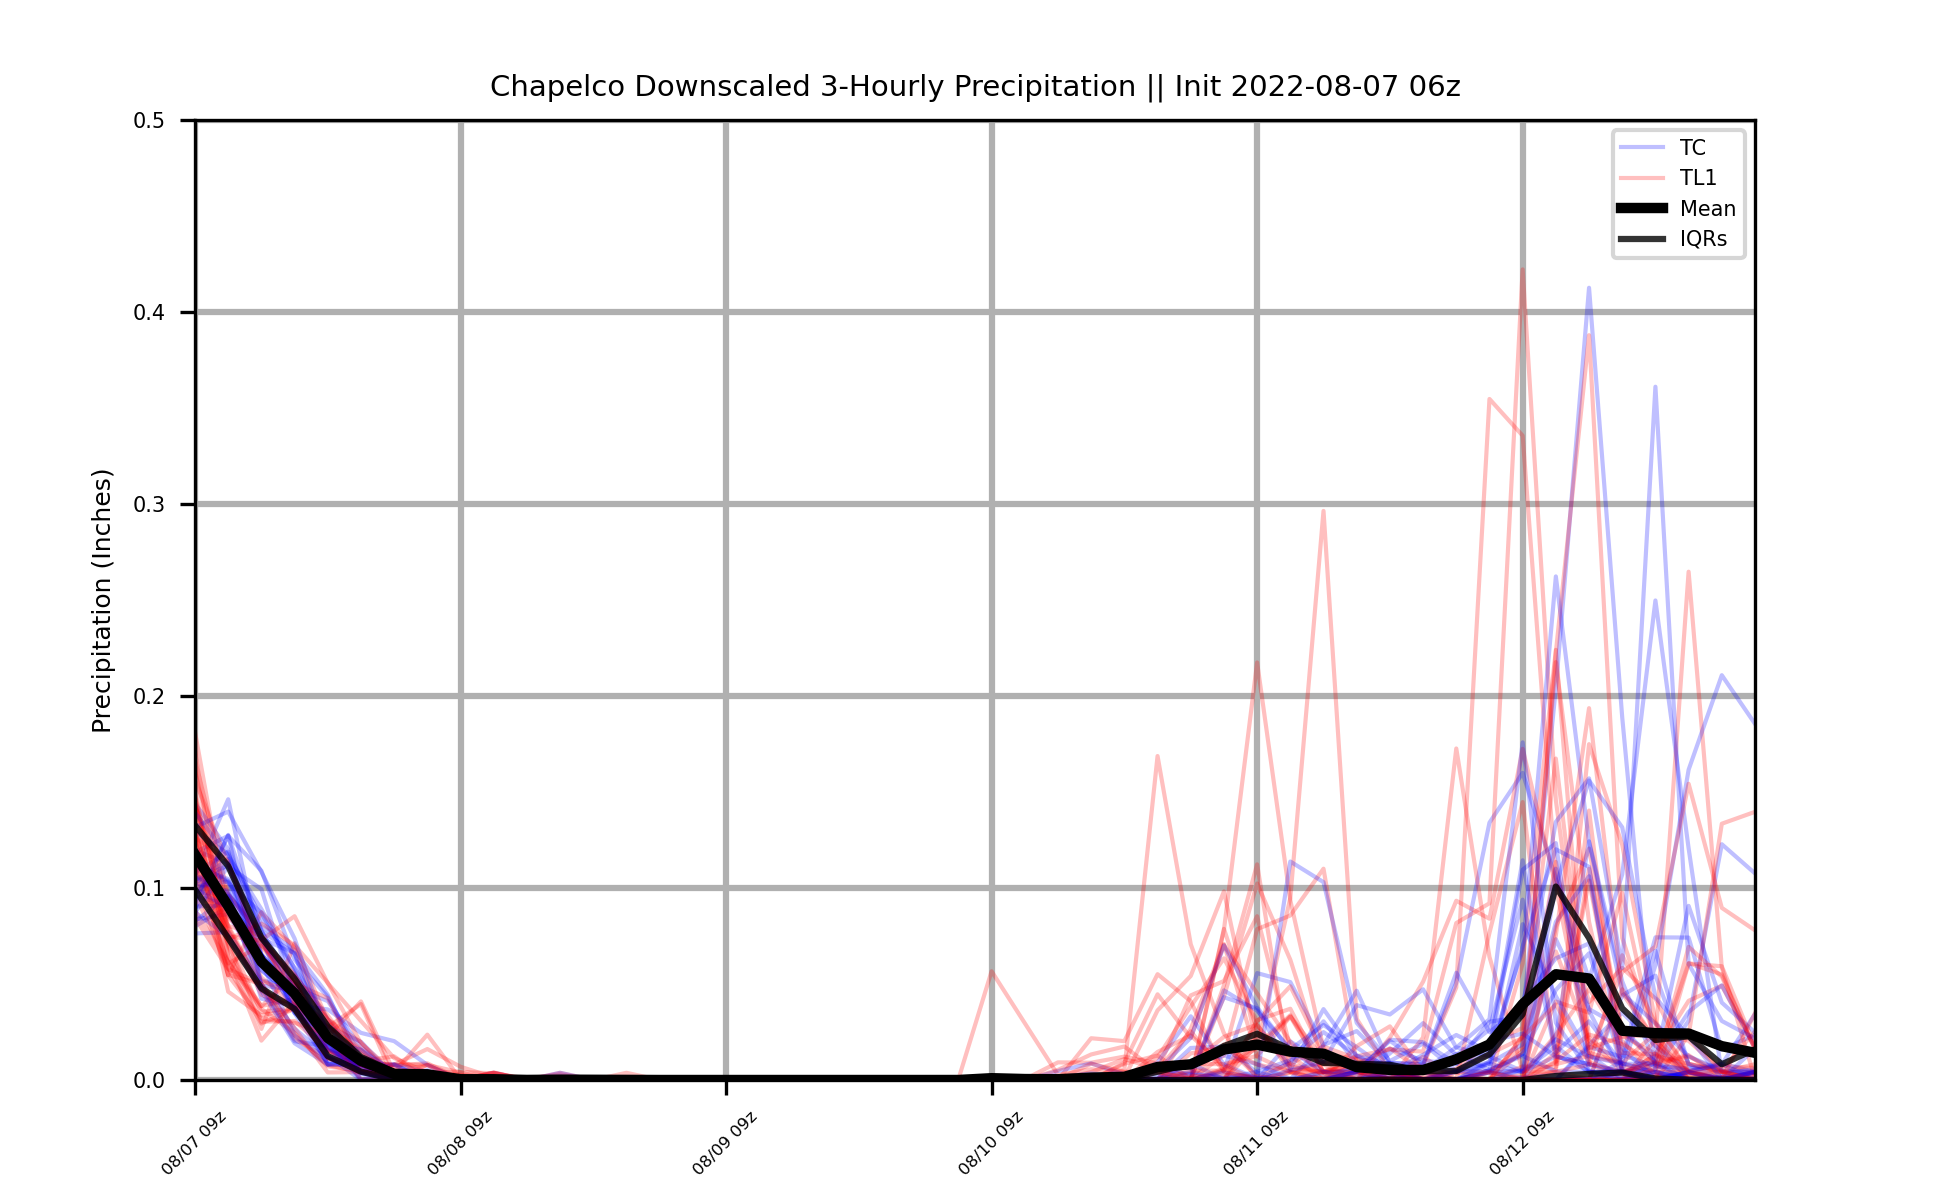 Chapelco Downscaled 3-Hourly Precipitation || Init 2022-08-07 06z
TC
TL1
Mean
IQRs
Precipitation (Inches)
0.5
0.4
0.3
0.2
0.1
0.0
08/07 09z
08/08 09z
08/09 09z
08/10 09z
08/11 09z
08/12 09z